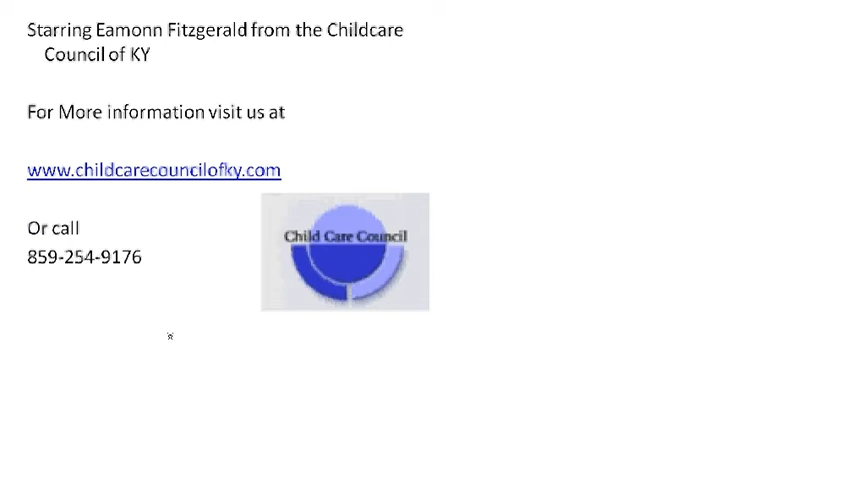 Starring Eamonn Fitzgerald from the Childcare
Council of KY
For More information visit us at
www.childcarecouncilofky.com
Or call
859-254-9176
Child Care Council